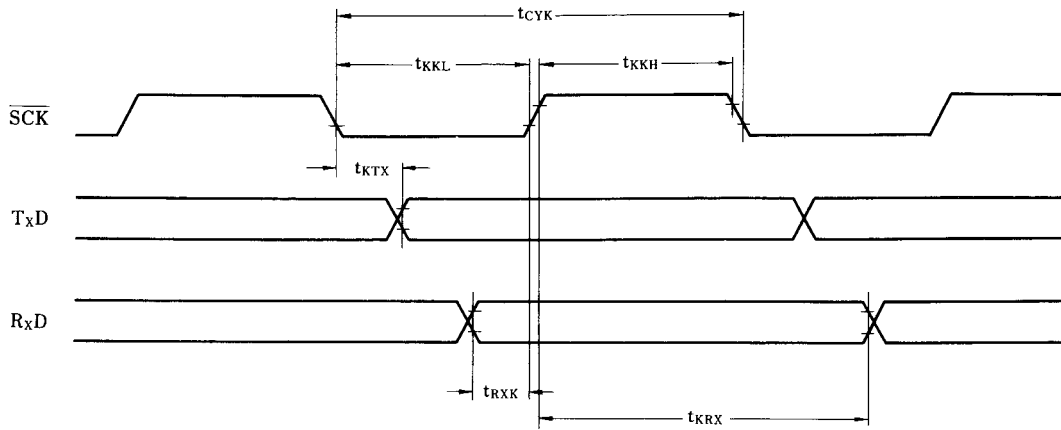 tCYK
tKKL
tKKH
SCK
tKTX
TXD
RXD
tRXK
tKRX